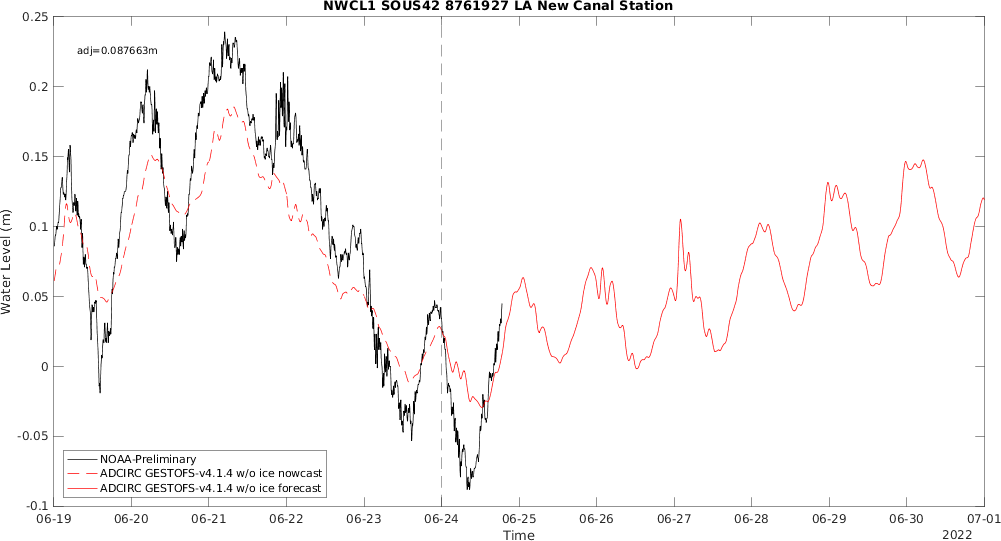 NWCL1 SOUS42 8761927 LA New Canal Station
adj=0.087663m
Water Level (m)
0.25
0.2
0.15
0.1
0.05
0
-0.05
-0.1
NOAA-Preliminary
ADCIRC GESTOFS-v4.1.4 w/o ice nowcast
ADCIRC GESTOFS-v4.1.4 w/o ice forecast
06-19 06-20 06-21 06-22 06-23 06-24 06-25 06-26 06-27 06-28 06-29 06-30 07-01
Time
2022